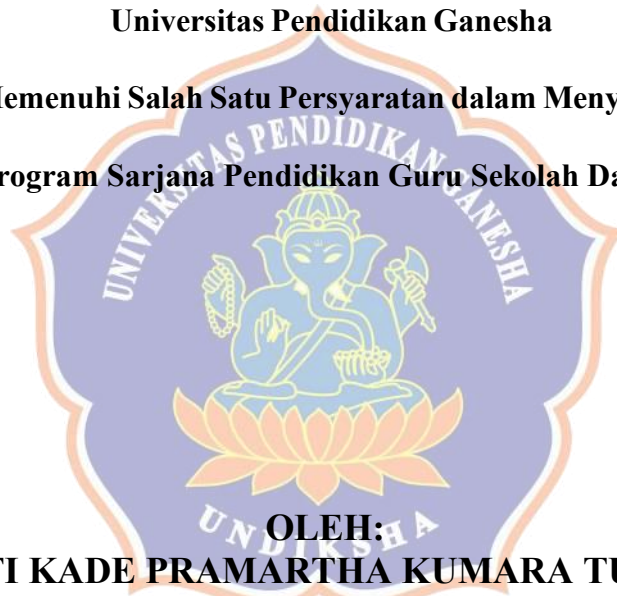 Universitas Pendidikan Ganesha
Memenuhi Salah Satu Persyaratan dalam Meny
UNIVERSITAS PENDIDIKAN GANESHA
rogram Sarjana Pendidikan Guru Sekolah Da
OLEH:
UNDIKSHA
TI KADE PRAMARTHA KUMARA TU